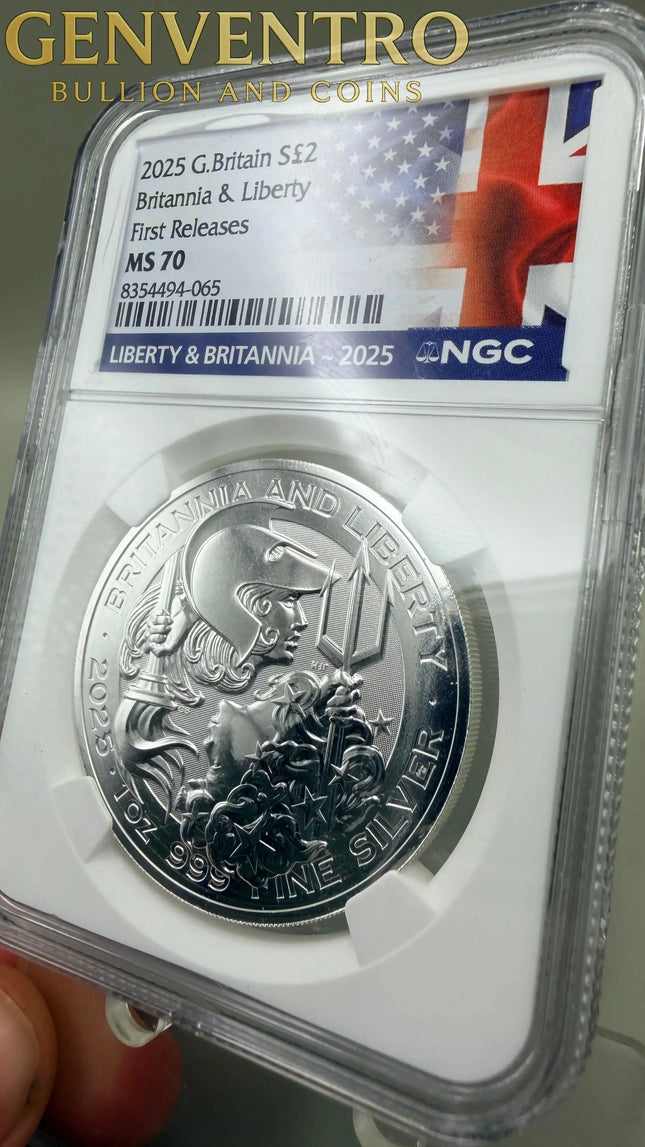 GENVENTRO
BULLION AND COINS
2025 G.Britain S£2
Britannia & Liberty
First Releases
MS 70
8354494-065
LIBERTY & BRITANNIA ~ 2025 NGC
BRITANNIA AND LIBERTY · 2025 · 1OZ 999 FINE SILVER ·